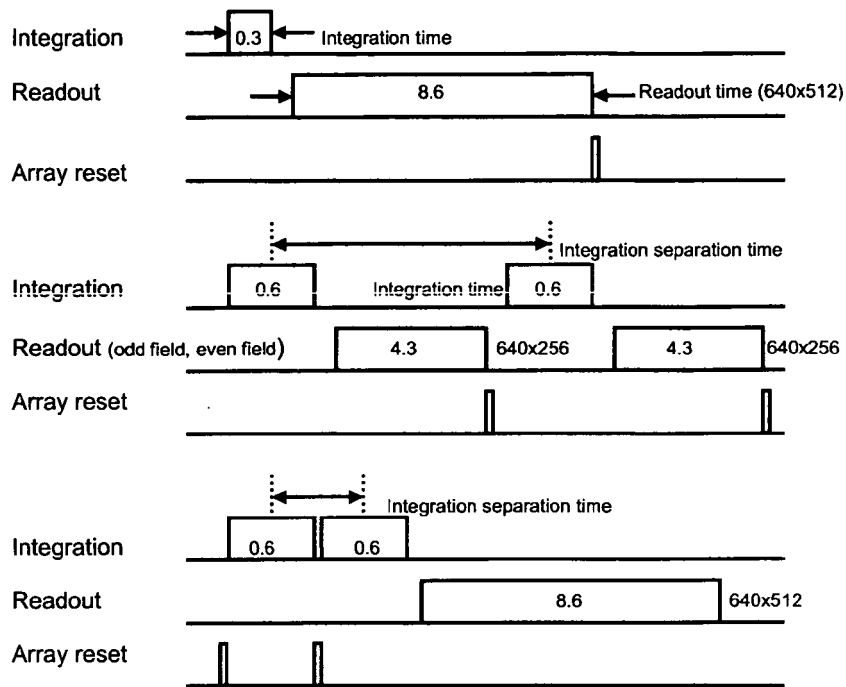 Integration 0.3 Integration time
Readout 8.6 Readout time (640x512)
Array reset
Integration separation time
Integration 0.6 Integration time 0.6
Readout (odd field, even field) 4.3 640x256 4.3 640x256
Array reset
Integration separation time
Integration 0.6 0.6
Readout 8.6 640x512
Array reset